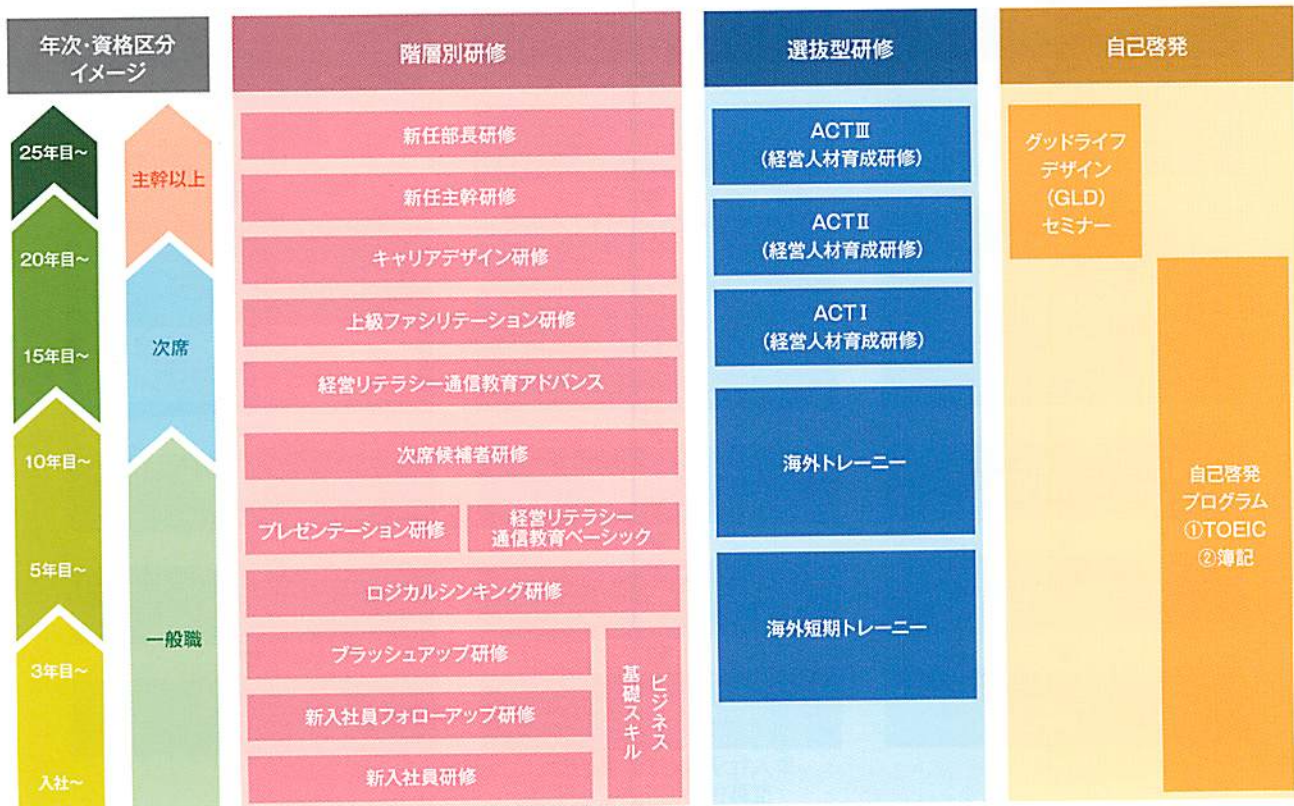 年次・資格区分
イメージ
階層別研修
選抜型研修
自己啓発
25年目~
20年目~
15年目~
10年目~
5年目~
3年目~
入社~
主幹以上
次席
一般職
新任部長研修
新任主幹研修
キャリアデザイン研修
上級ファシリテーション研修
経営リテラシー通信教育アドバンス
次席候補者研修
プレゼンテーション研修
経営リテラシー
通信教育ベーシック
ロジカルシンキング研修
ブラッシュアップ研修
新入社員フォローアップ研修
新入社員研修
ビジネス
基礎スキル
ACTⅢ
(経営人材育成研修)
ACTⅡ
(経営人材育成研修)
ACTⅠ
(経営人材育成研修)
海外トレーニー
海外短期トレーニー
グッドライフ
デザイン
(GLD)
セミナー
自己啓発
プログラム
①TOEIC
②簿記